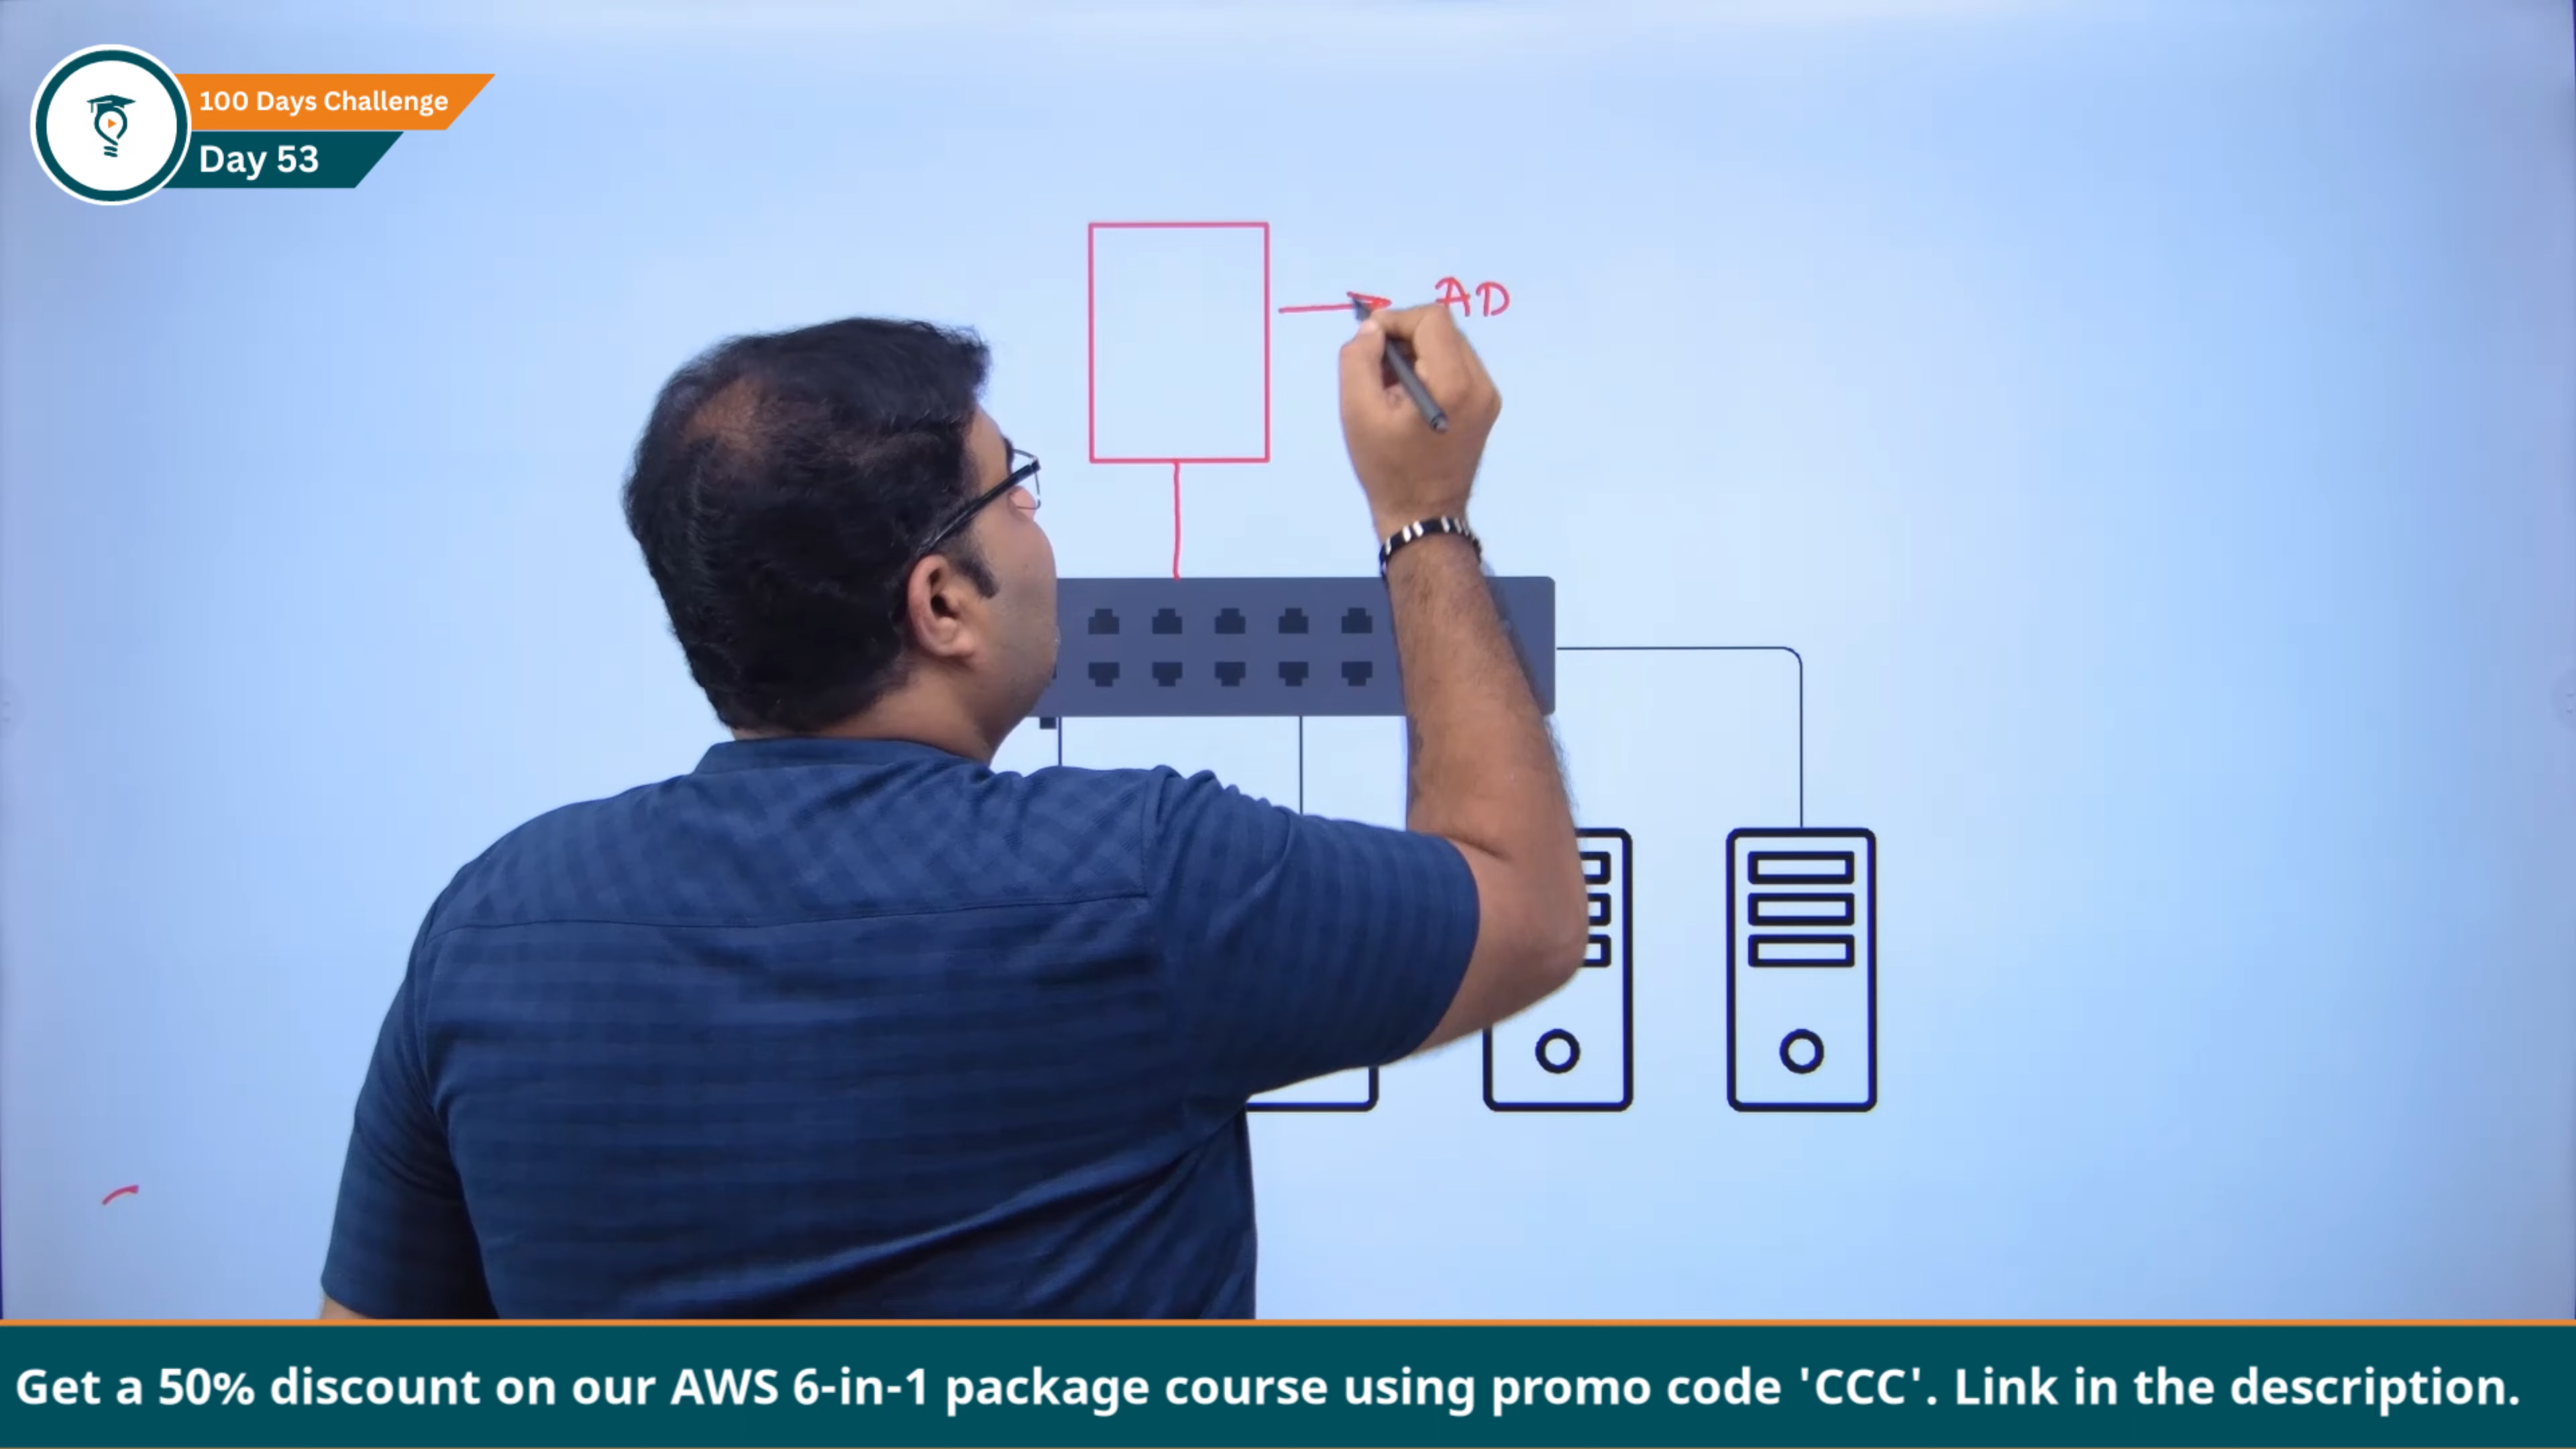 100 Days Challenge
Day 53
AD
Get a 50% discount on our AWS 6-in-1 package course using promo code 'CCC'. Link in the description.